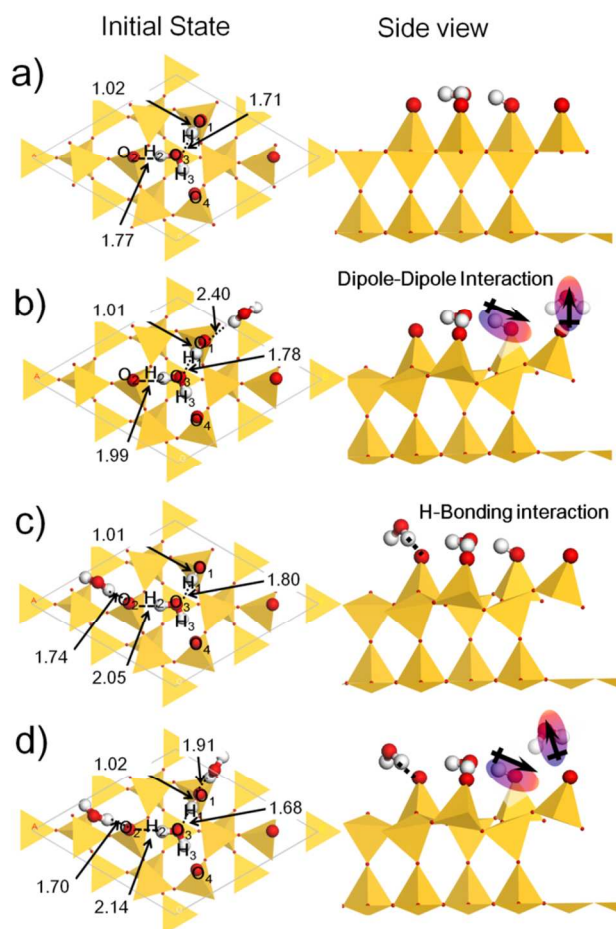 Initial State
Side view
a)
1.02
1.71
O1
H1
O2
H2
O3
H3
O4
1.77
b)
Dipole-Dipole Interaction
2.40
1.01
1.78
O1
H1
O2
H2
O3
H3
O4
1.99
c)
H-Bonding interaction
1.01
1.80
O1
H1
O2
H2
O3
H3
O4
1.74
2.05
d)
1.91
1.02
1.68
O1
H
O2
H2
O3
H3
O4
1.70
2.14